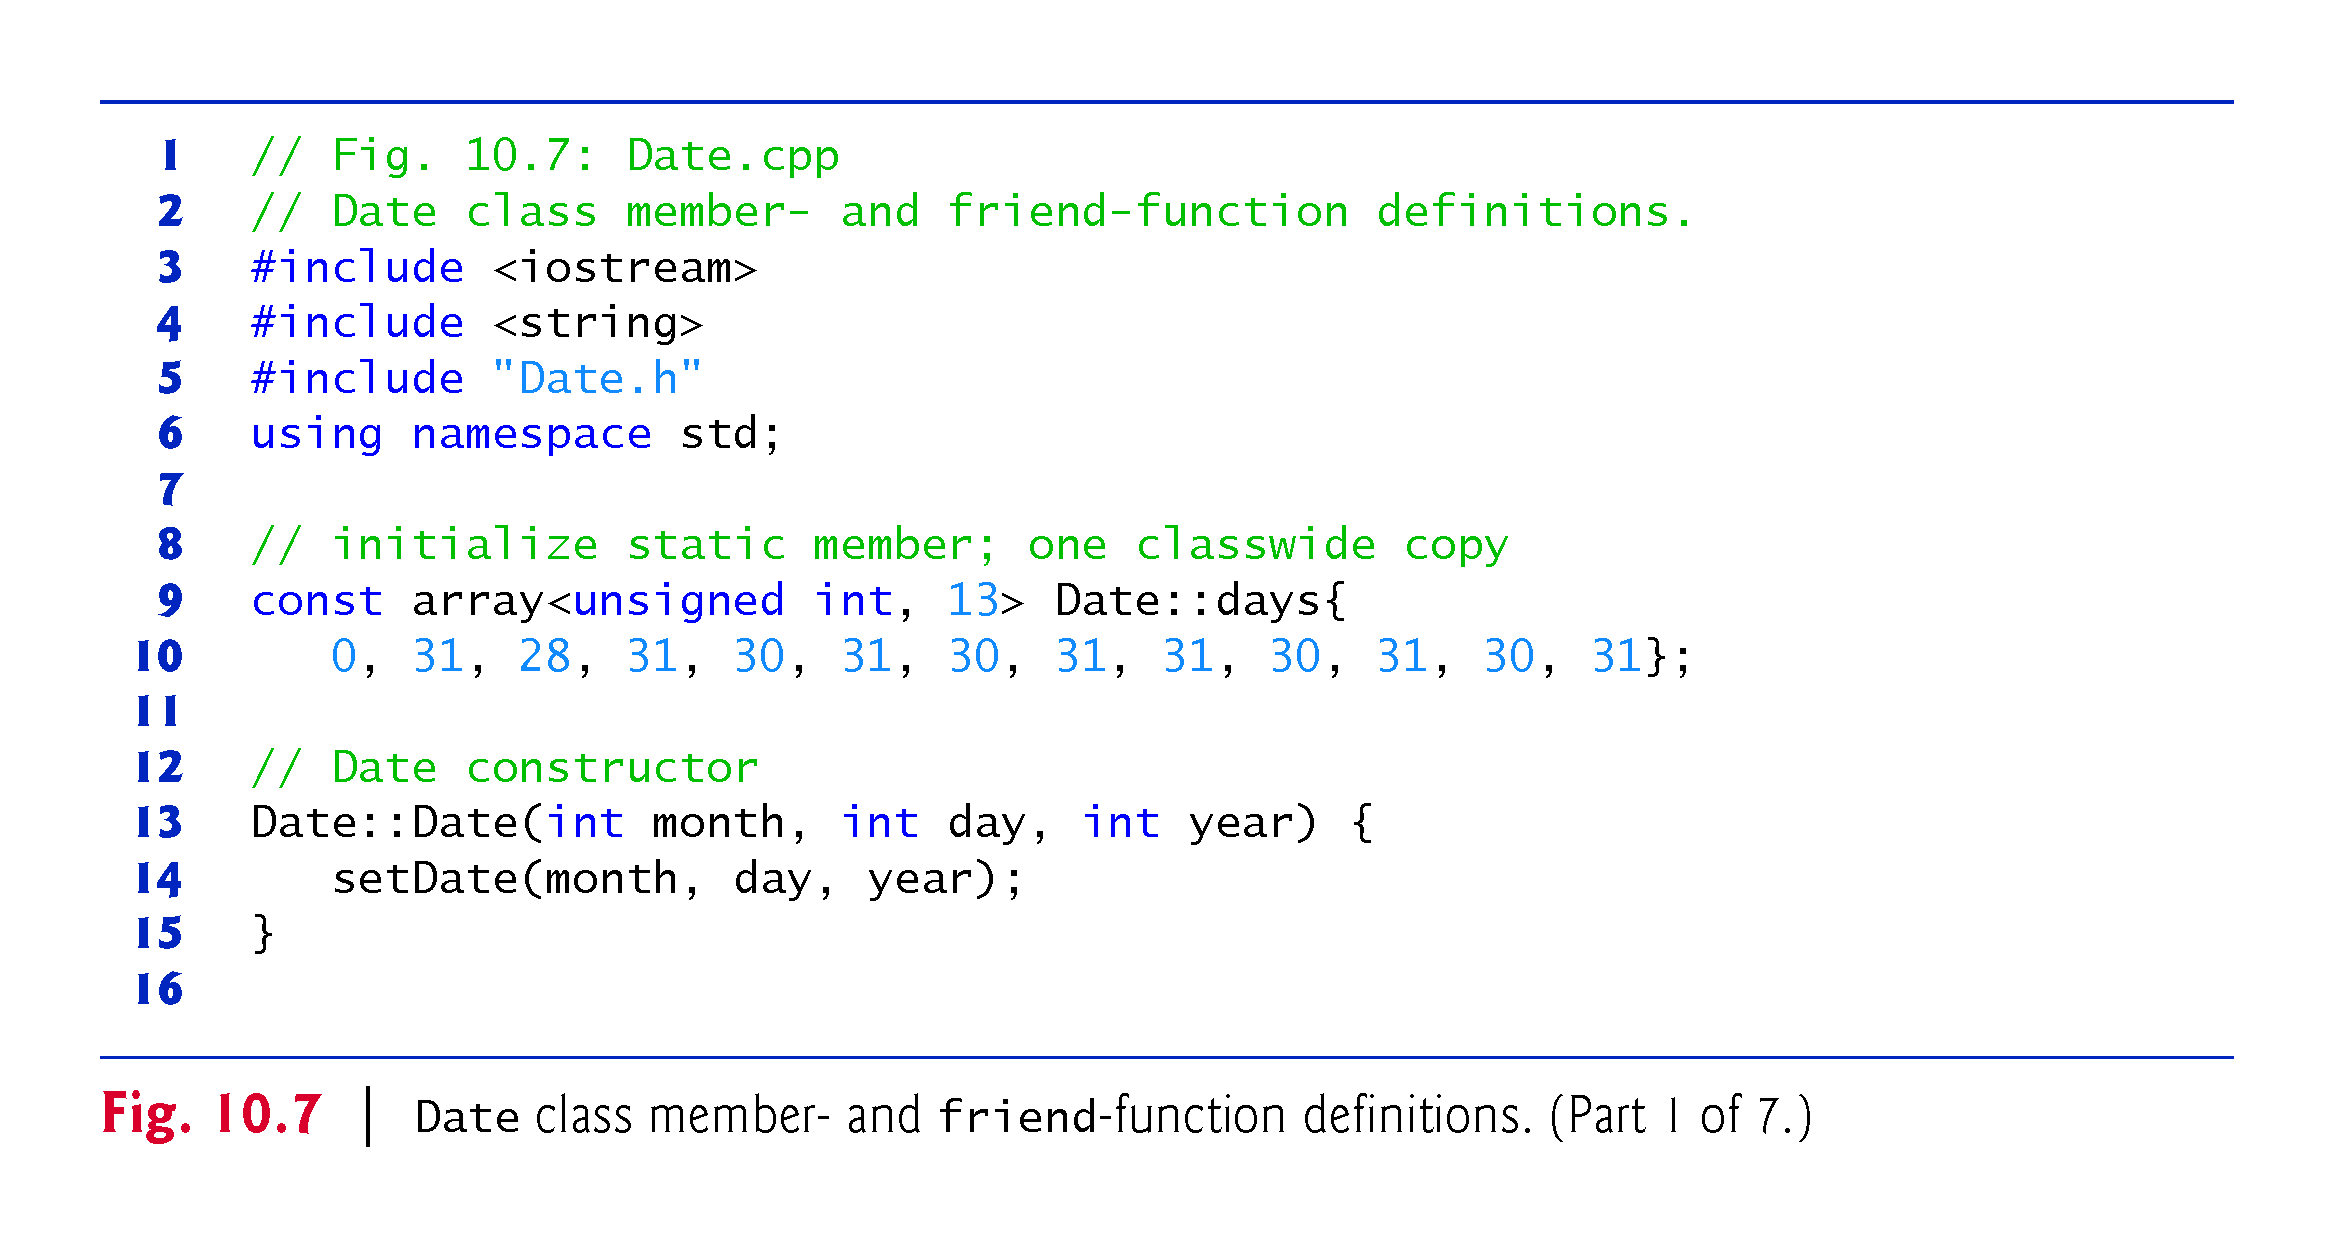 1 // Fig. 10.7: Date.cpp
2 // Date class member- and friend-function definitions.
3 #include <iostream>
4 #include <string>
5 #include "Date.h"
6 using namespace std;
7
8 // initialize static member; one classwide copy
9 const array<unsigned int, 13> Date::days{
10    0, 31, 28, 31, 30, 31, 30, 31, 31, 30, 31, 30, 31};
11
12 // Date constructor
13 Date::Date(int month, int day, int year) {
14    setDate(month, day, year);
15 }
16
Fig. 10.7 | Date class member- and friend-function definitions. (Part 1 of 7.)